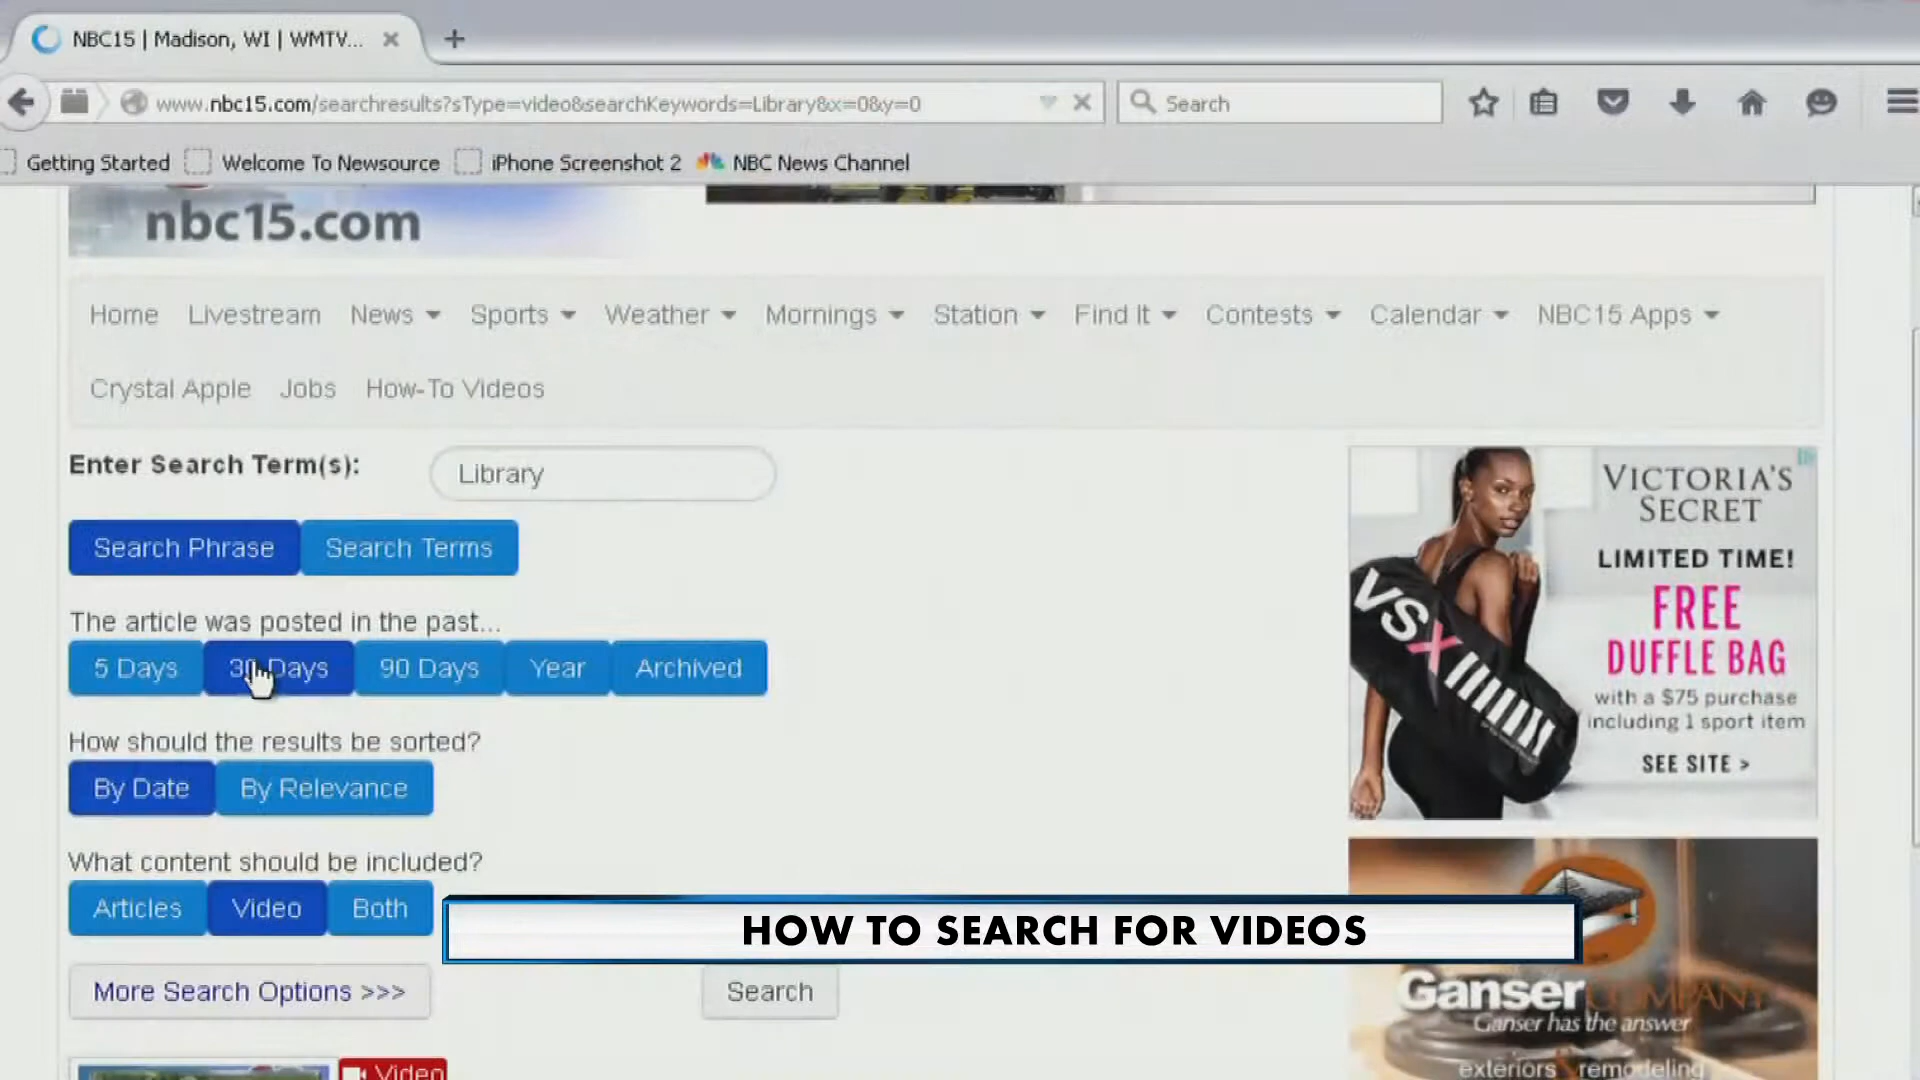 NBC15 | Madison, WI | WMTV...
www.nbc15.com/searchresults?sType=video&searchKeywords=Library&x=0&y=0
Search
Getting Started
Welcome To Newsource
iPhone Screenshot 2
NBC News Channel
nbc15.com
Home Livestream News Sports Weather Mornings Station Find It Contests Calendar NBC15 Apps
Crystal Apple Jobs How-To Videos
Enter Search Term(s):
Library
Search Phrase
Search Terms
The article was posted in the past...
5 Days
30 Days
90 Days
Year
Archived
How should the results be sorted?
By Date
By Relevance
What content should be included?
Articles
Video
Both
HOW TO SEARCH FOR VIDEOS
More Search Options >>>
Search
Video
VICTORIA'S
SECRET
LIMITED TIME!
FREE
DUFFLE BAG
with a $75 purchase
including 1 sport item
SEE SITE >
VSX
Ganser COMPANY
Ganser has the answer
exteriors & remodeling